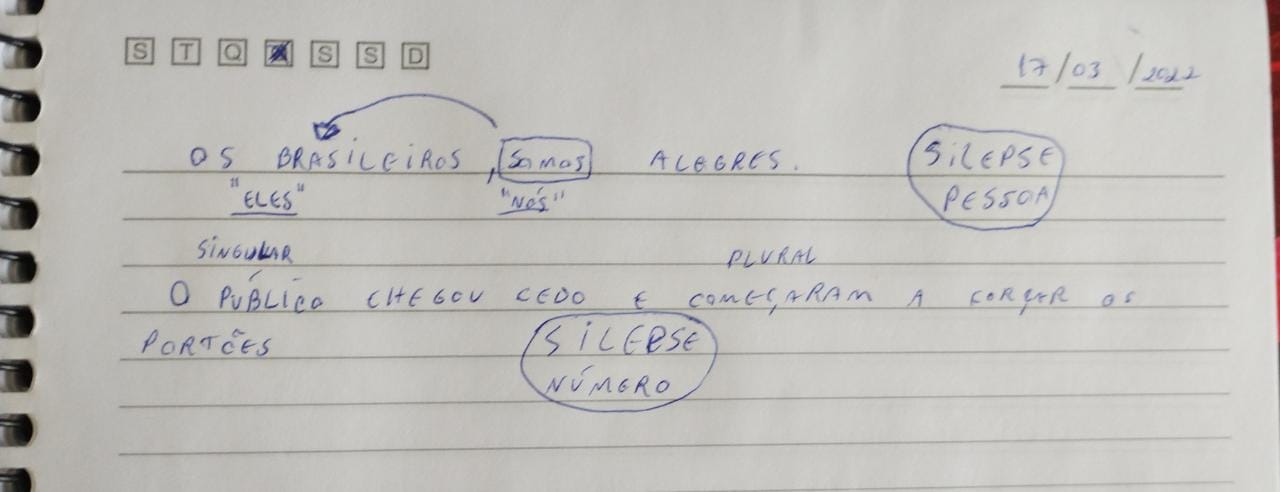 S T Q S S D
17/03/2022
OS BRASILEIROS, SOMOS ALEGRES. SILEPSE
"ELES" "NÓS" PESSOA
SINGULAR PLURAL
O PÚBLICO CHEGOU CEDO E COMEÇARAM A FORÇAR OS
PORTÕES SILEPSE
NÚMERO